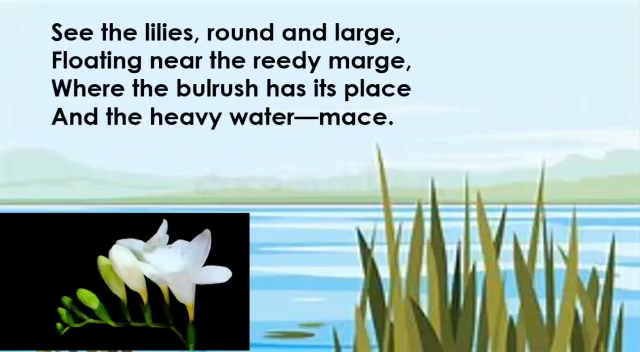 See the lilies, round and large,
Floating near the reedy marge,
Where the bulrush has its place
And the heavy water—mace.